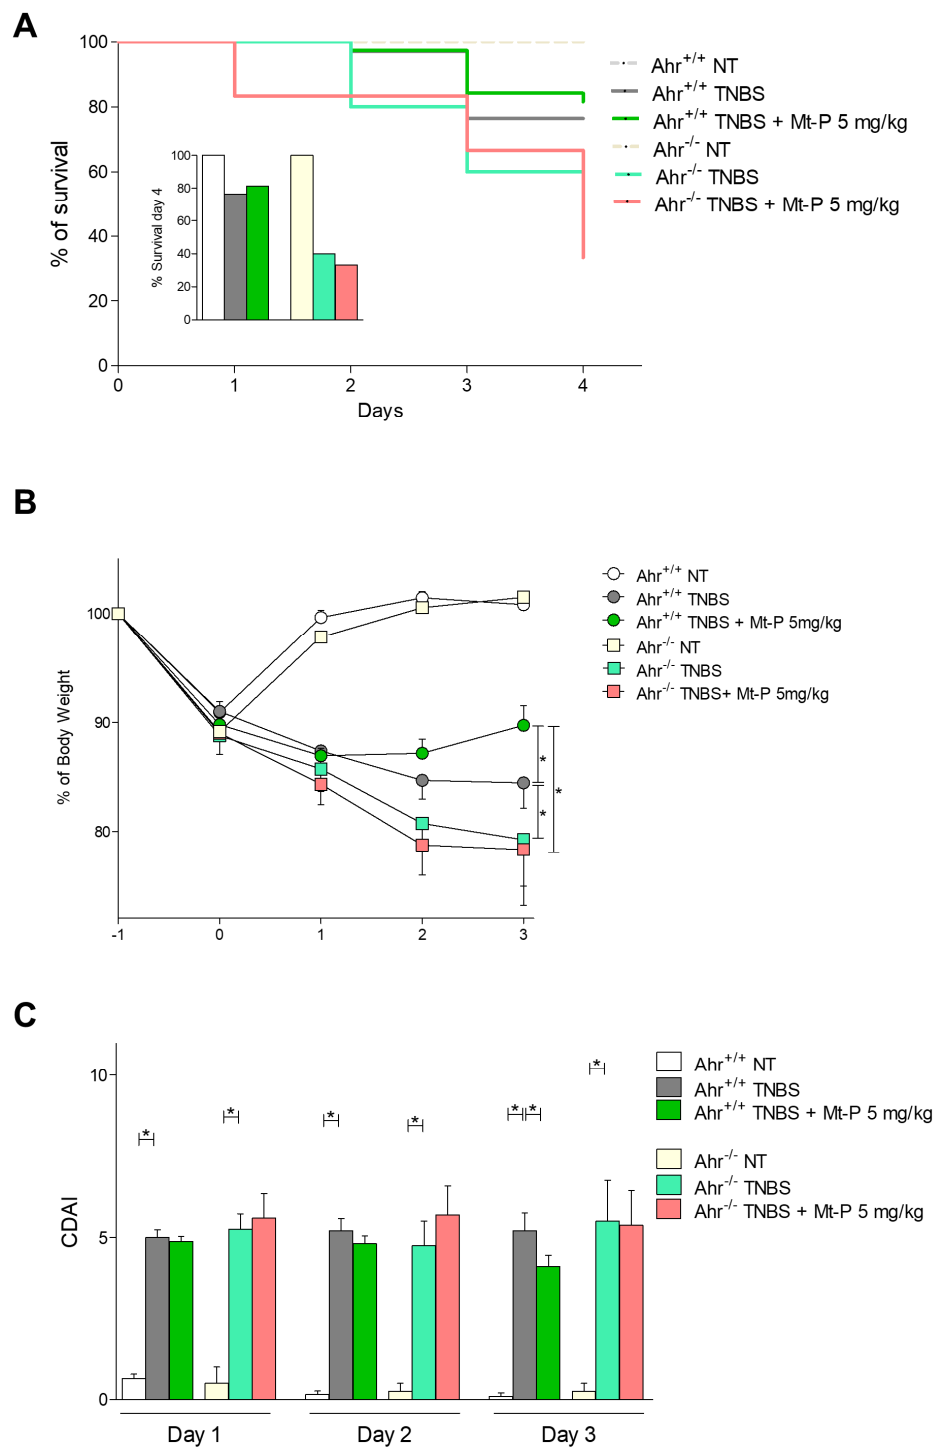 A
% of survival
100
80
60
40
20
0
0 1 2 3 4
Days
% Survival day 4
100
80
60
40
20
0
Ahr+/+ NT
Ahr+/+ TNBS
Ahr+/+ TNBS + Mt-P 5 mg/kg
Ahr-/- NT
Ahr-/- TNBS
Ahr-/- TNBS + Mt-P 5 mg/kg
B
% of Body Weight
100
90
80
-1 0 1 2 3
*
*
*
Ahr+/+ NT
Ahr+/+ TNBS
Ahr+/+ TNBS + Mt-P 5mg/kg
Ahr-/- NT
Ahr-/- TNBS
Ahr-/- TNBS+ Mt-P 5mg/kg
C
CDAI
10
5
0
* * * * * * *
Day 1 Day 2 Day 3
Ahr+/+ NT
Ahr+/+ TNBS
Ahr+/+ TNBS + Mt-P 5 mg/kg
Ahr-/- NT
Ahr-/- TNBS
Ahr-/- TNBS + Mt-P 5 mg/kg